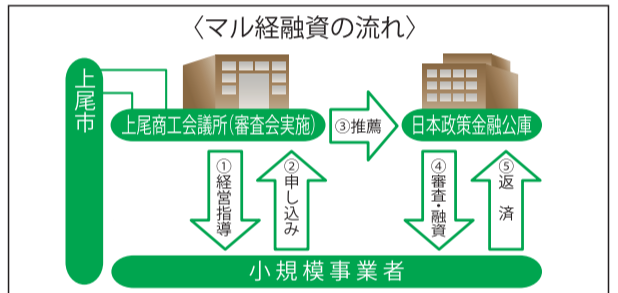 〈マル経融資の流れ〉
上尾市
上尾商工会議所(審査会実施)
③推薦
日本政策金融公庫
①経営指導
②申し込み
④審査・融資
⑤返済
小規模事業者